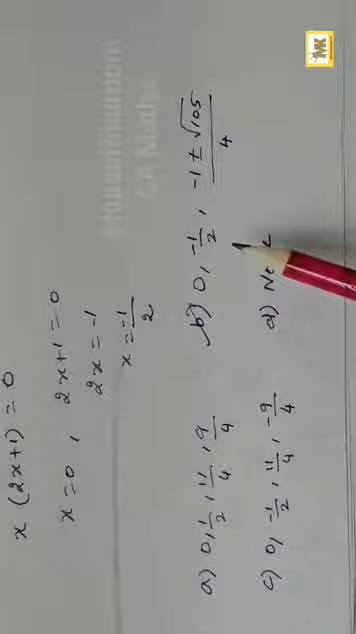 x (2x+1) = 0
x = 0 , 2x+1 = 0
2x = -1
x = -1/2
a) 0, 1/2, 11/4, 9/4
b) 0, -1/2, (-1 ± √105)/4
c) 0, -1/2, 11/4, -9/4
d)
MK